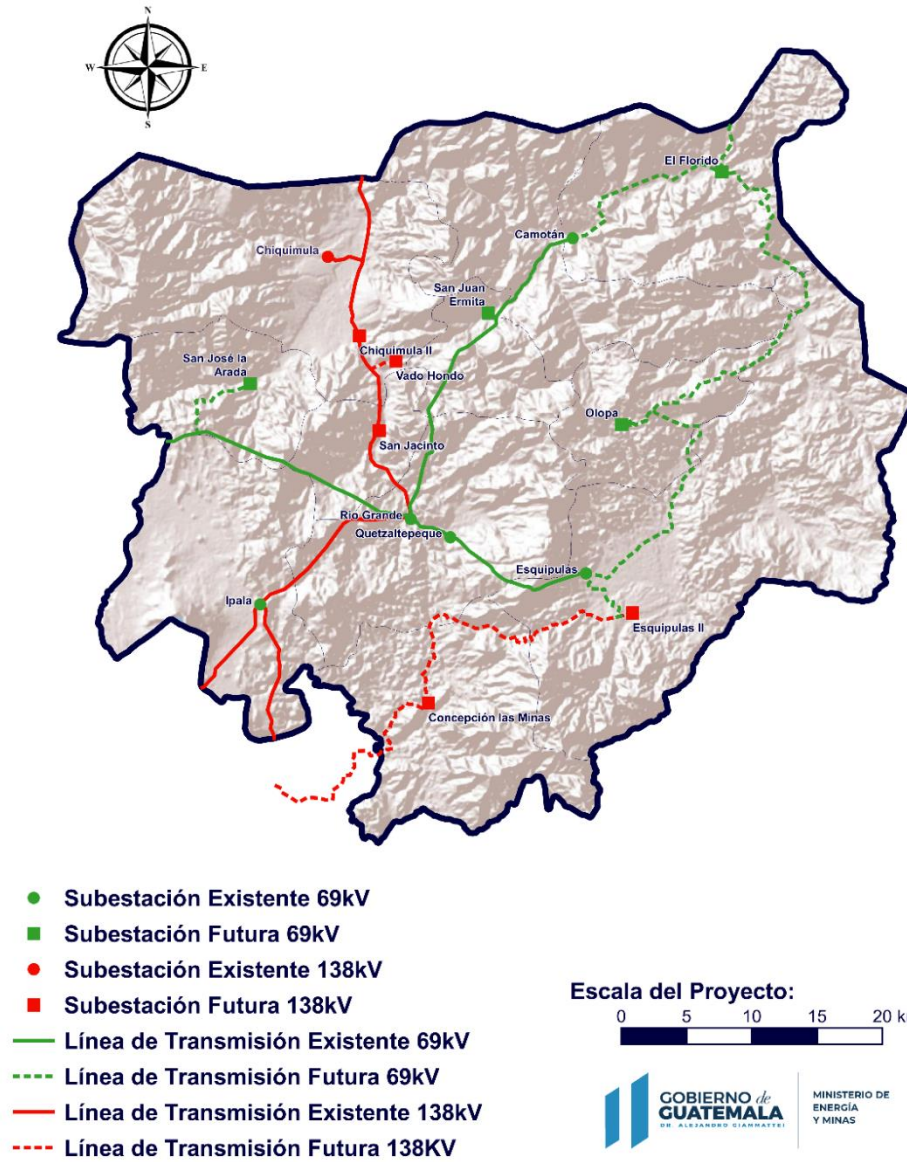 N
W
E
S
El Florido
Camotán
Chiquimula
San Juan
Ermita
Chiquimula II
San José la
Arada
Vado Hondo
Olopa
San Jacinto
Rio Grande
Quetzaltepeque
Esquipulas
Ipala
Esquipulas II
Concepción las Minas
Subestación Existente 69kV
Subestación Futura 69kV
Subestación Existente 138kV
Subestación Futura 138kV
Línea de Transmisión Existente 69kV
Línea de Transmisión Futura 69kV
Línea de Transmisión Existente 138kV
Línea de Transmisión Futura 138KV
Escala del Proyecto:
0 5 10 15 20 k
GOBIERNO de
GUATEMALA
DR. ALEJANDRO GIAMMATTEI
MINISTERIO DE
ENERGÍA
Y MINAS